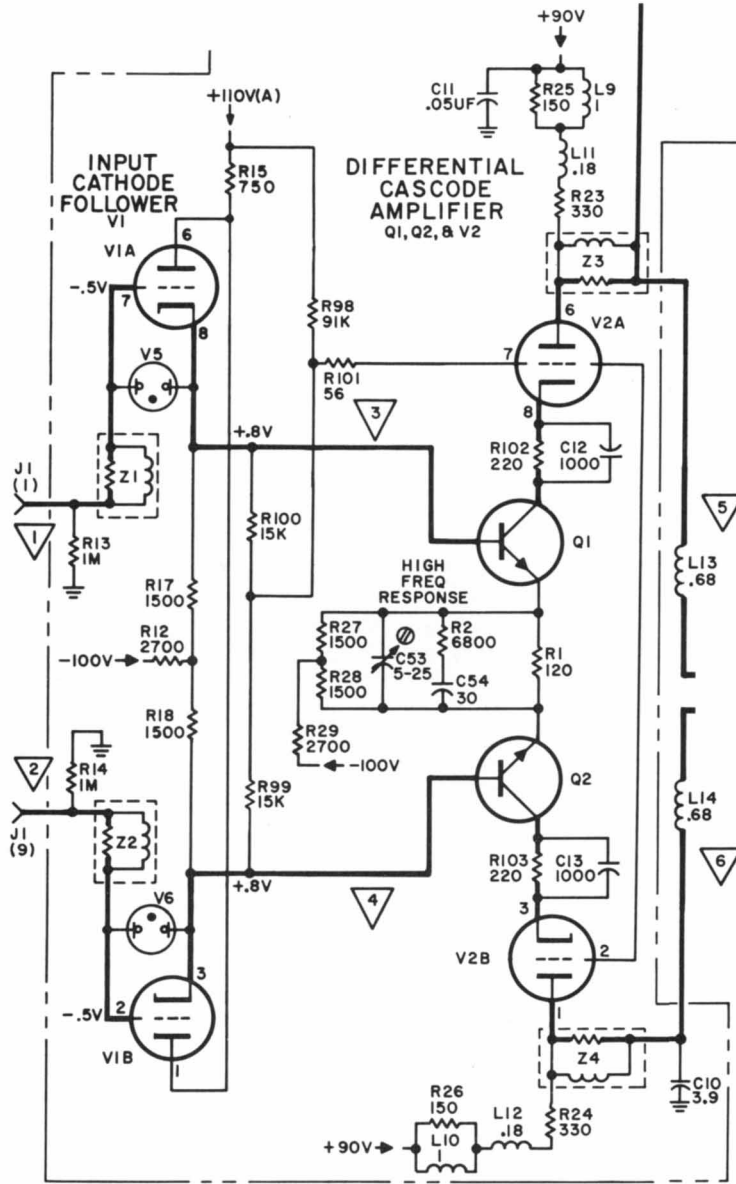 +90V
C11
.05UF
R25
150
L9
1
+110V(A)
L11
.18
INPUT
CATHODE
FOLLOWER
V1
R15
750
DIFFERENTIAL
CASCODE
AMPLIFIER
Q1, Q2, & V2
R23
330
V1A
6
-.5V
7
8
Z3
R98
91K
6
V2A
V5
7
R101
56
8
3
+.8V
R102
220
C12
1000
J1
(1)
Z1
5
1
R13
1M
R100
15K
Q1
L13
.68
HIGH
FREQ
RESPONSE
R17
1500
R27
1500
R2
6800
R12
2700
-100V
C53
5-25
R1
120
R28
1500
C54
30
R18
1500
R29
2700
-100V
2
R14
1M
Q2
R99
15K
L14
.68
J1
(9)
Z2
R103
220
C13
1000
6
+.8V
4
V6
3
3
V2B
2
-.5V
2
V1B
1
1
Z4
R26
150
C10
3.9
L12
.18
R24
330
+90V
L10
1